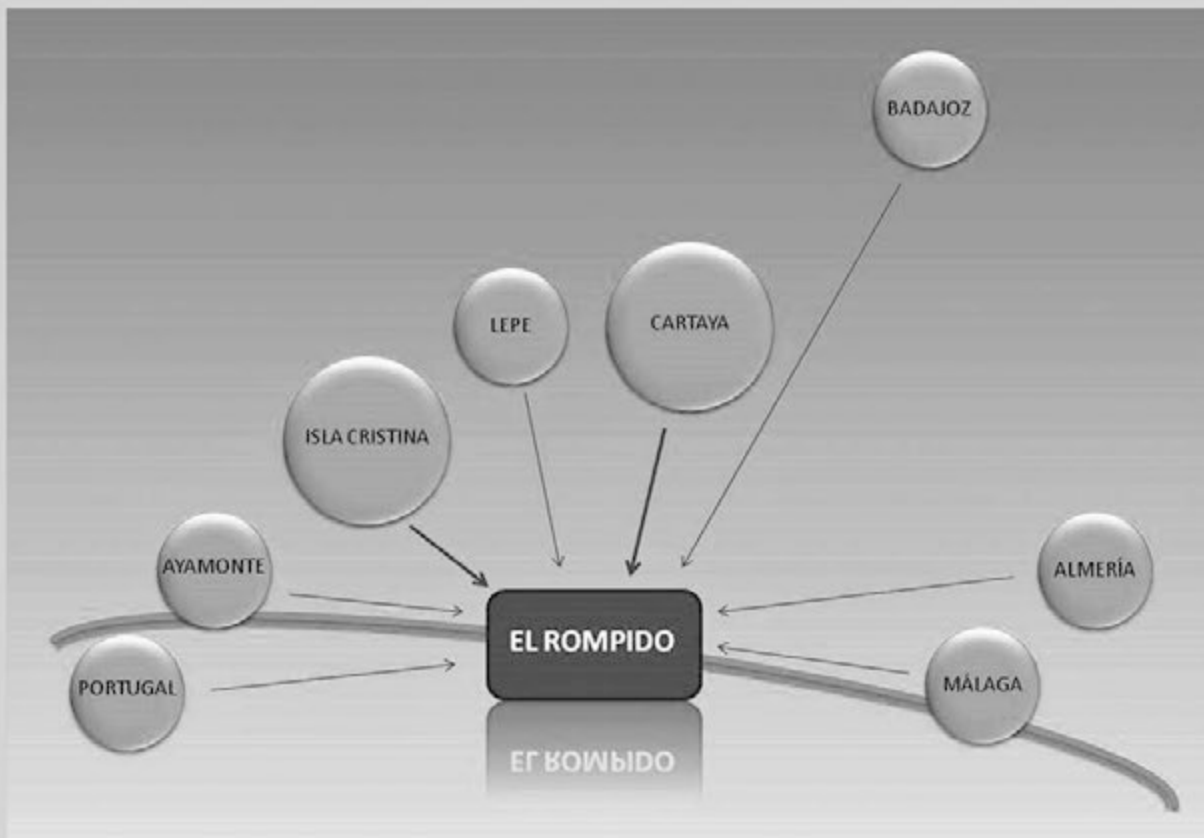 BADAJOZ
LEPE
CARTAYA
ISLA CRISTINA
AYAMONTE
ALMERÍA
EL ROMPIDO
PORTUGAL
MÁLAGA
EL ROMPIDO